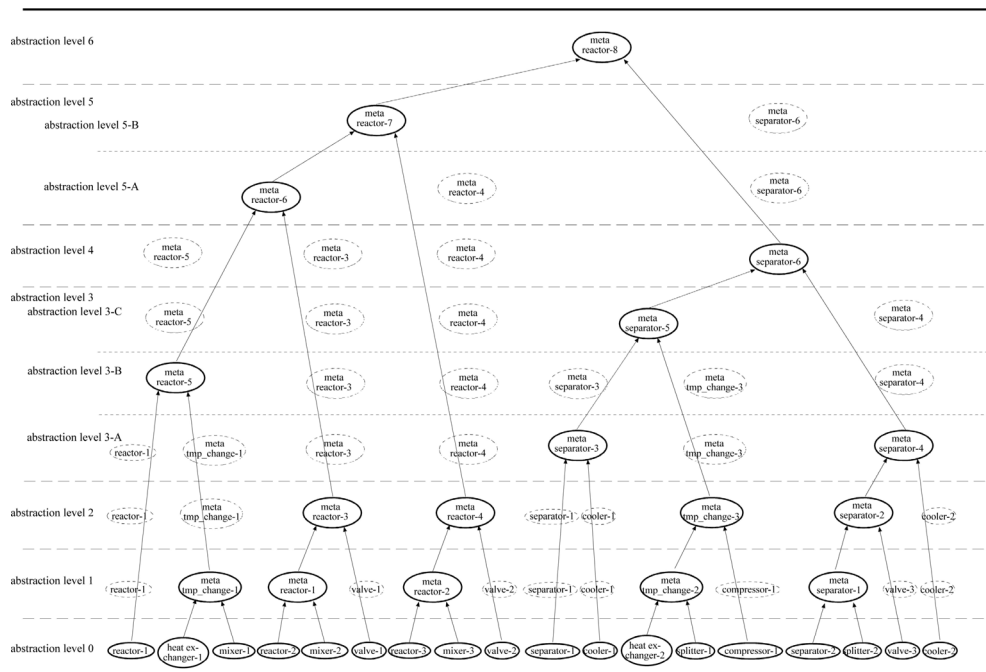 abstraction level 6
meta
reactor-8
abstraction level 5
abstraction level 5-B
meta
reactor-7
meta
separator-6
abstraction level 5-A
meta
reactor-6
meta
reactor-4
meta
separator-6
abstraction level 4
meta
reactor-5
meta
reactor-3
meta
reactor-4
meta
separator-6
abstraction level 3
abstraction level 3-C
meta
reactor-5
meta
reactor-3
meta
reactor-4
meta
separator-5
meta
separator-4
abstraction level 3-B
meta
reactor-5
meta
reactor-3
meta
reactor-4
meta
separator-3
meta
tmp_change-3
meta
separator-4
abstraction level 3-A
reactor-1
meta
tmp_change-1
meta
reactor-3
meta
reactor-4
meta
separator-3
meta
tmp_change-3
meta
separator-4
abstraction level 2
reactor-1
meta
tmp_change-1
meta
reactor-3
meta
reactor-4
separator-1
cooler-1
meta
tmp_change-3
meta
separator-2
cooler-2
abstraction level 1
reactor-1
meta
tmp_change-1
meta
reactor-1
valve-1
meta
reactor-2
valve-2
separator-1
cooler-1
meta
tmp_change-2
compressor-1
meta
separator-1
valve-3
cooler-2
abstraction level 0
reactor-1
heat ex-
changer-1
mixer-1
reactor-2
mixer-2
valve-1
reactor-3
mixer-3
valve-2
separator-1
cooler-1
heat ex-
changer-2
splitter-1
compressor-1
separator-2
splitter-2
valve-3
cooler-2